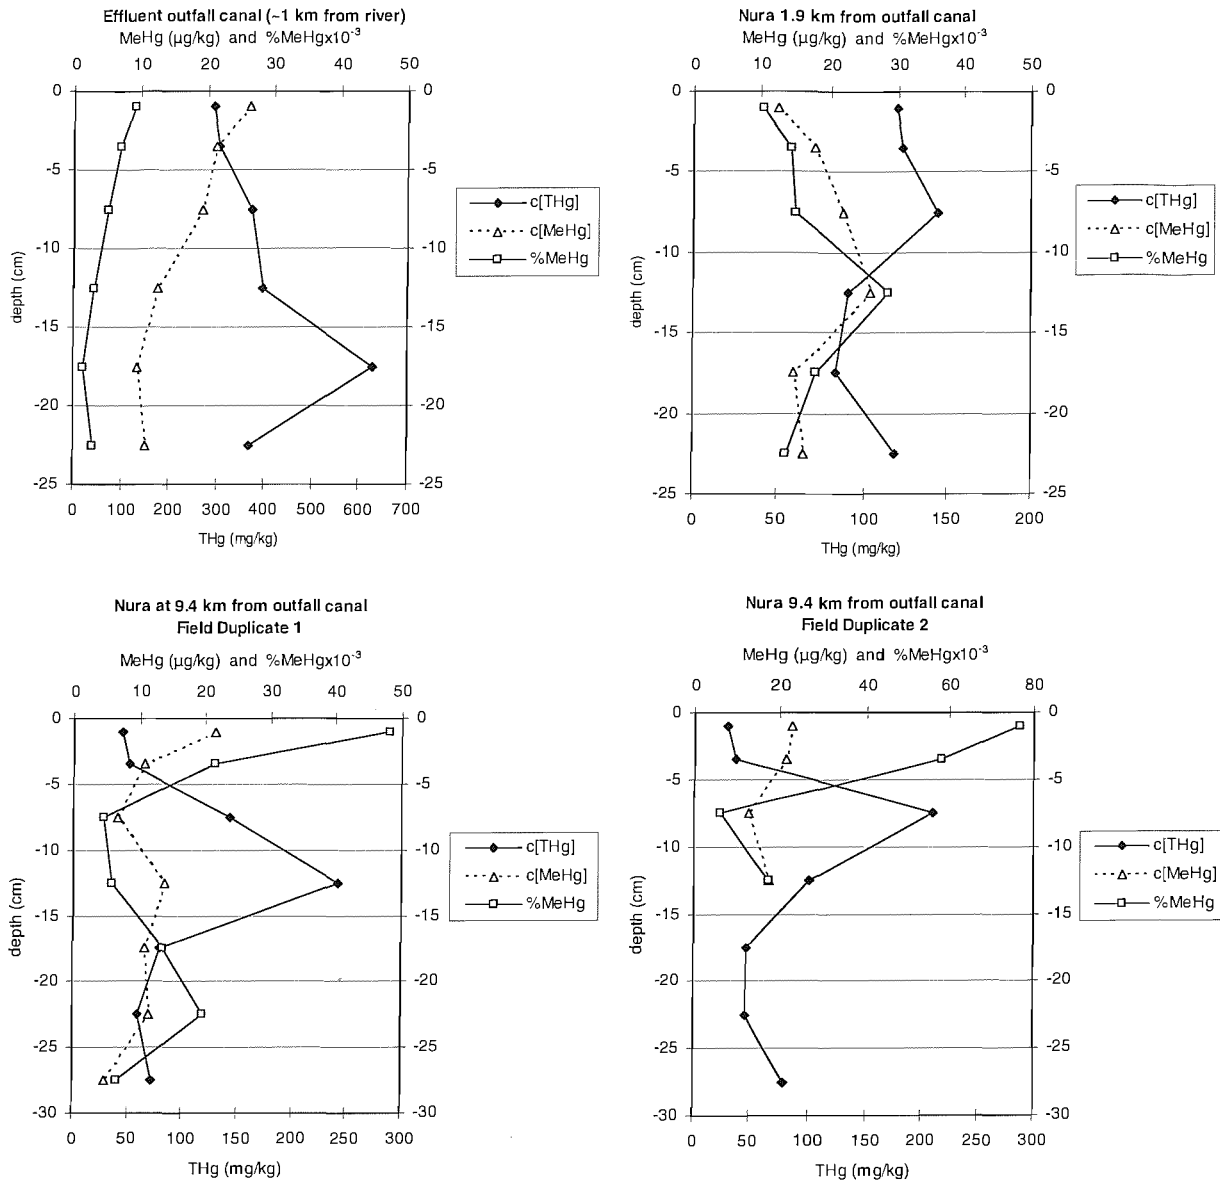 Effluent outfall canal (~1 km from river)
MeHg (µg/kg) and %MeHgx10-3
0 10 20 30 40 50
0 0
-5 -5
-10 -10
-15 -15
-20 -20
-25 -25
depth (cm)
0 100 200 300 400 500 600 700
THg (mg/kg)
c[THg]
c[MeHg]
%MeHg
Nura 1.9 km from outfall canal
MeHg (µg/kg) and %MeHgx10-3
0 10 20 30 40 50
0 0
-5 -5
-10 -10
-15 -15
-20 -20
-25 -25
depth (cm)
0 50 100 150 200
THg (mg/kg)
c[THg]
c[MeHg]
%MeHg
Nura at 9.4 km from outfall canal
Field Duplicate 1
MeHg (µg/kg) and %MeHgx10-3
0 10 20 30 40 50
0 0
-5 -5
-10 -10
-15 -15
-20 -20
-25 -25
-30 -30
depth (cm)
0 50 100 150 200 250 300
THg (mg/kg)
c[THg]
c[MeHg]
%MeHg
Nura 9.4 km from outfall canal
Field Duplicate 2
MeHg (µg/kg) and %MeHgx10-3
0 20 40 60 80
0 0
-5 -5
-10 -10
-15 -15
-20 -20
-25 -25
-30 -30
depth (cm)
0 50 100 150 200 250 300
THg (mg/kg)
c[THg]
c[MeHg]
%MeHg